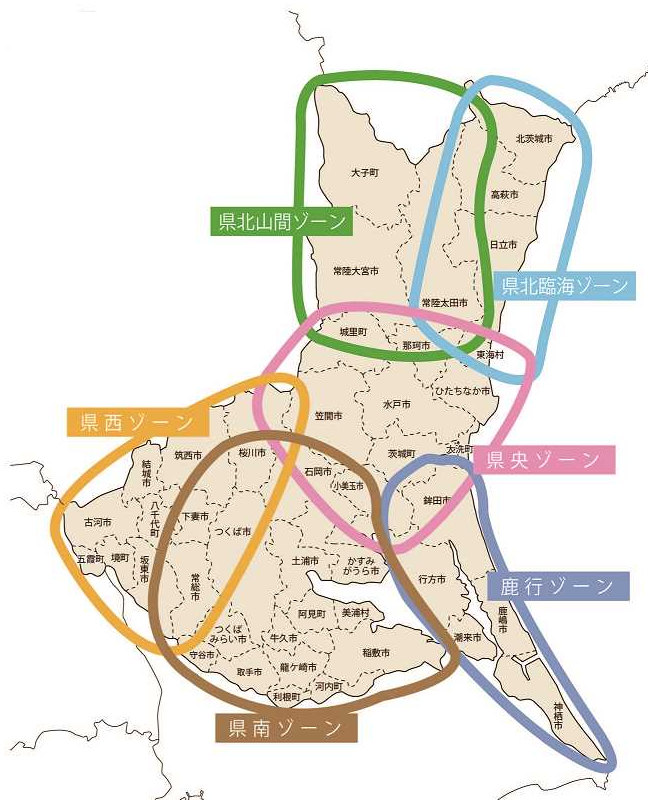 北茨城市
大子町
高萩市
県北山間ゾーン
日立市
常陸大宮市
県北臨海ゾーン
常陸太田市
城里町
那珂市
東海村
ひたちなか市
水戸市
笠間市
県西ゾーン
大洗町
茨城町
県央ゾーン
桜川市
筑西市
結城市
石岡市
小美玉市
鉾田市
八千代町
下妻市
古河市
つくば市
五霞町
境町
坂東市
土浦市
かすみ
がうら市
行方市
鹿行ゾーン
常総市
阿見町
美浦村
鹿嶋市
つくば
みらい市
牛久市
潮来市
守谷市
稲敷市
取手市
龍ケ崎市
河内町
利根町
神栖市
県南ゾーン